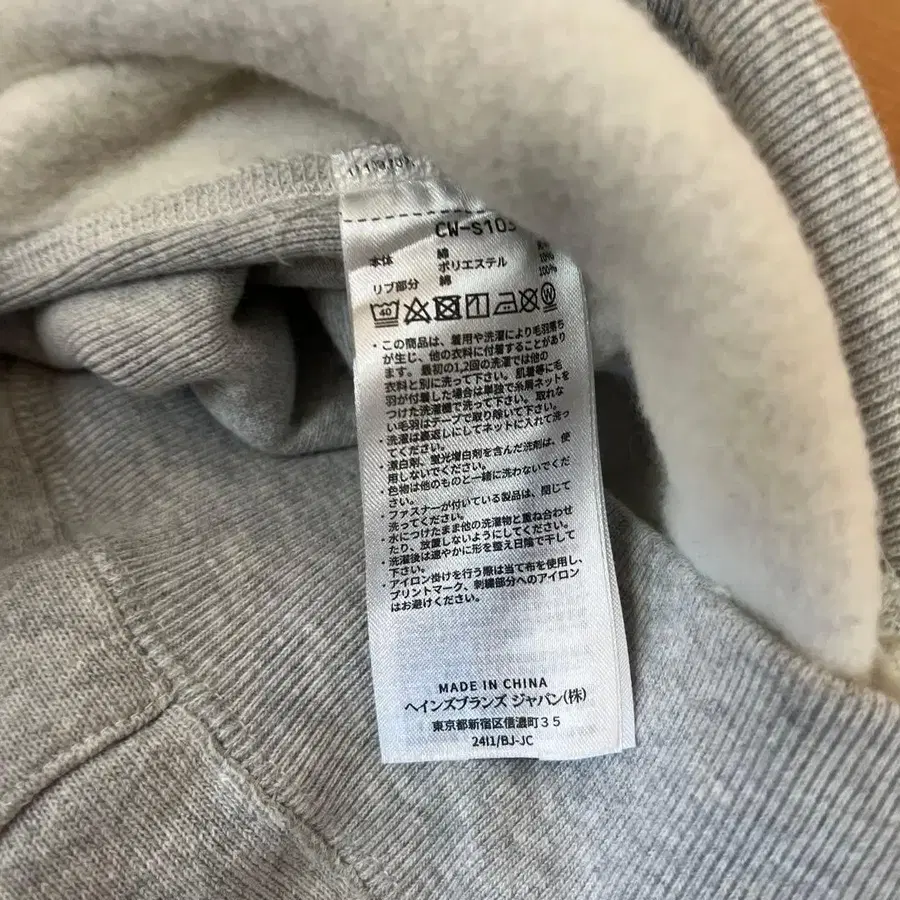 CW-S103
本体 綿
ポリエステル 10%
リブ部分 綿 100%
40
W
・この商品は、着用や洗濯により毛羽落ち
が生じ、他の衣料に付着することがあり
ます。最初の1,2回の洗濯では他の
衣料と別に洗って下さい。肌着等に毛
羽が付着した場合は単独で糸屑ネットを
つけた洗濯機で洗って下さい。取れな
い毛羽はテープで取り除いて下さい。
・洗濯は裏返しにしてネットに入れて洗っ
てください。
・漂白剤、蛍光増白剤を含んだ洗剤は、使
用しないでください。
・色物は他のものと一緒に洗わないでくだ
さい。
・ファスナーが付いている製品は、閉じて
洗ってください。
・水につけたまま他の洗濯物と重ね合わせ
たり、放置しないようにしてください。
・洗濯後は速やかに形を整え日陰で干して
下さい。
・アイロン掛けを行う際は当て布を使用し、
プリントマーク、刺繍部分へのアイロン
はお避けください。
MADE IN CHINA
ヘインズブランズ ジャパン(株)
東京都新宿区信濃町35
24I1/BJ-JC